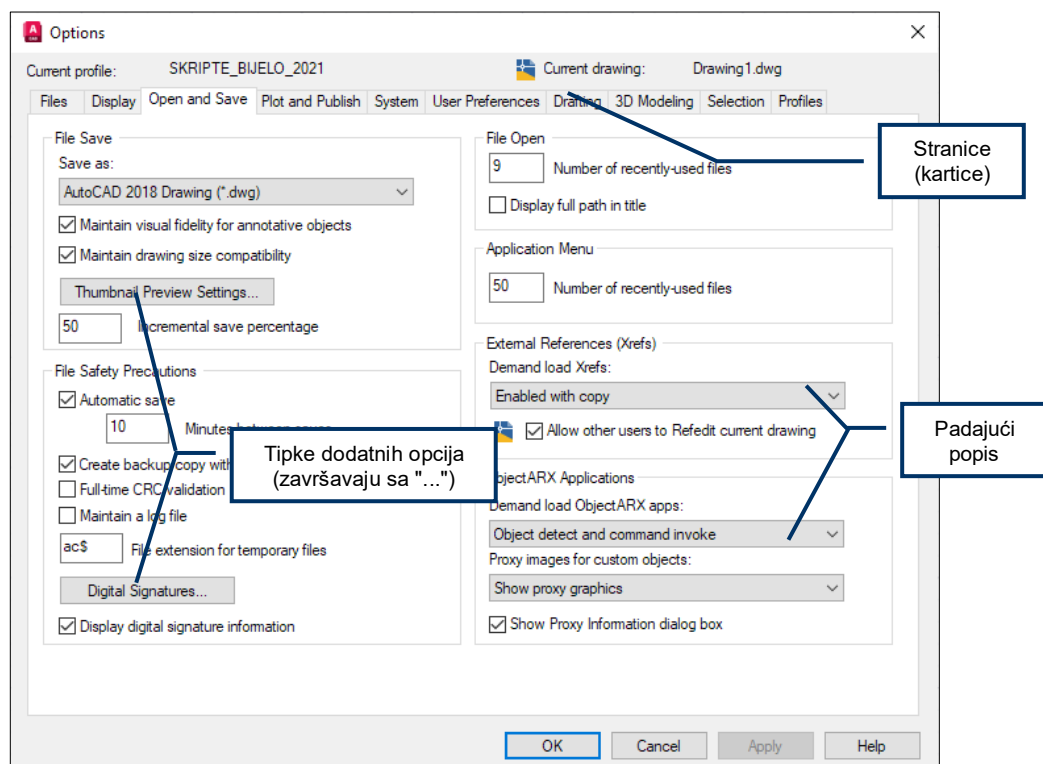 Options
Current profile: SKRIPTE_BIJELO_2021 Current drawing: Drawing1.dwg
Files Display Open and Save Plot and Publish System User Preferences Drafting 3D Modeling Selection Profiles
File Save
Save as:
AutoCAD 2018 Drawing (*.dwg)
Maintain visual fidelity for annotative objects
Maintain drawing size compatibility
Thumbnail Preview Settings...
50 Incremental save percentage
File Safety Precautions
Automatic save
10 Minutes between saves
Create backup copy with
Full-time CRC validation
Maintain a log file
ac$ File extension for temporary files
Digital Signatures...
Display digital signature information
Tipke dodatnih opcija
(završavaju sa "...")
File Open
9 Number of recently-used files
Display full path in title
Application Menu
50 Number of recently-used files
External References (Xrefs)
Demand load Xrefs:
Enabled with copy
Allow other users to Refedit current drawing
ObjectARX Applications
Demand load ObjectARX apps:
Object detect and command invoke
Proxy images for custom objects:
Show proxy graphics
Show Proxy Information dialog box
Stranice
(kartice)
Padajući
popis
OK Cancel Apply Help